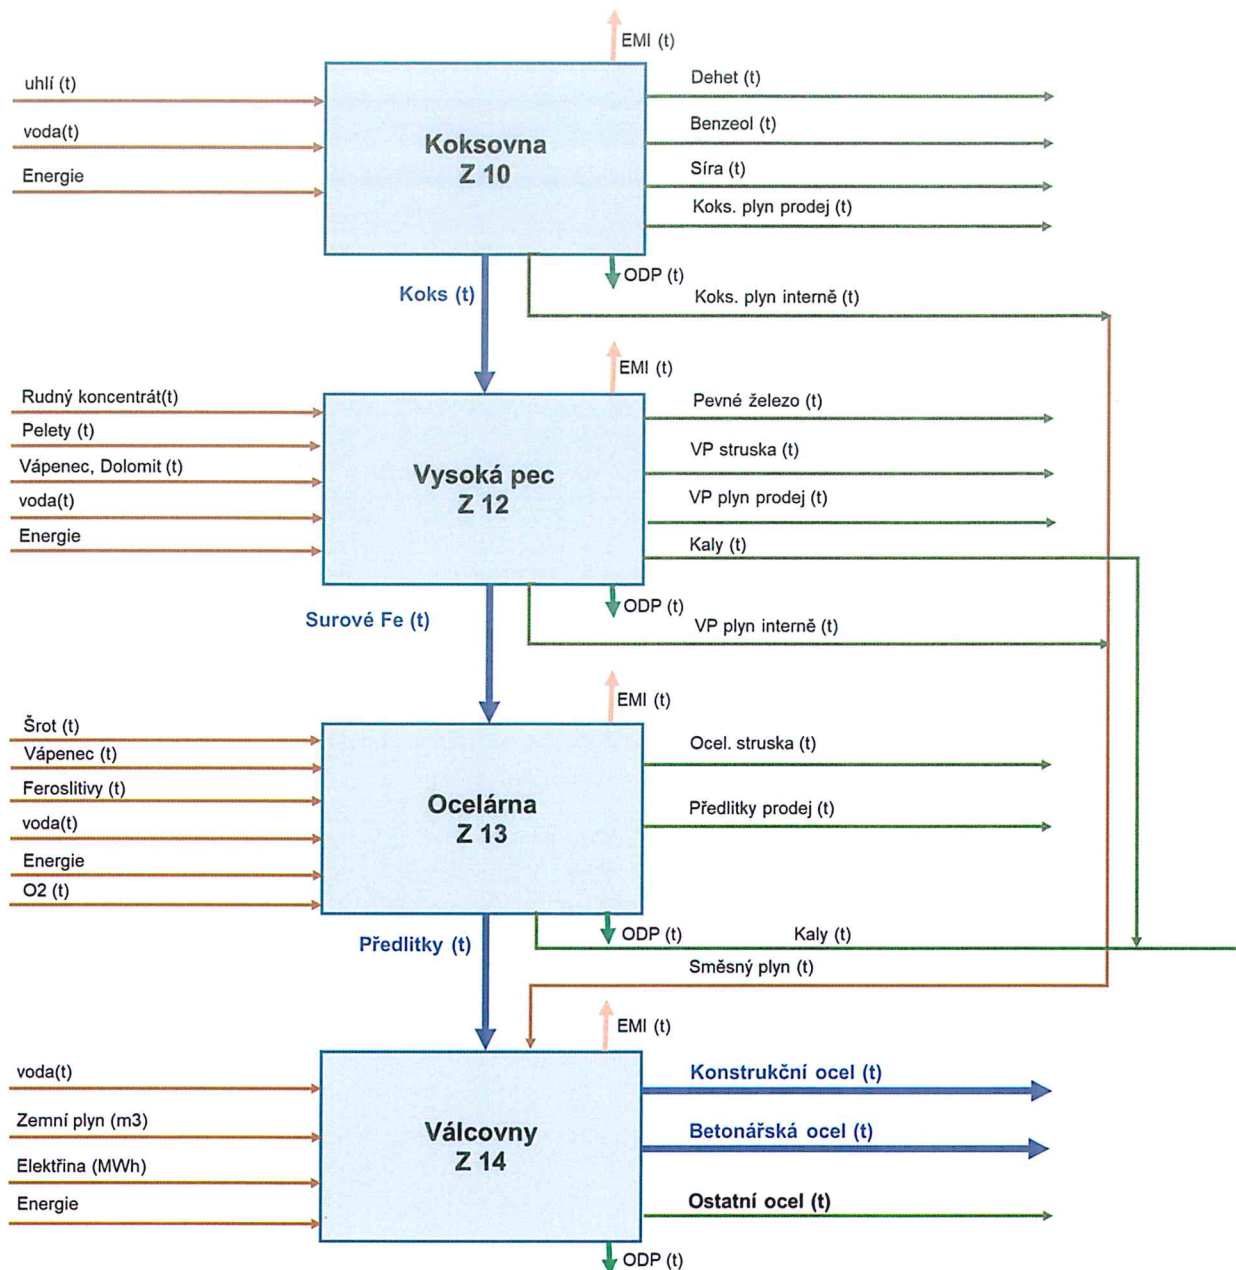 EMI (t)
uhlí (t)
voda(t)
Energie
Koksovna
Z 10
Dehet (t)
Benzeol (t)
Síra (t)
Koks. plyn prodej (t)
ODP (t)
Koks (t)
Koks. plyn interně (t)
EMI (t)
Rudný koncentrát(t)
Pelety (t)
Vápenec, Dolomit (t)
voda(t)
Energie
Vysoká pec
Z 12
Pevné železo (t)
VP struska (t)
VP plyn prodej (t)
Kaly (t)
ODP (t)
Surové Fe (t)
VP plyn interně (t)
EMI (t)
Šrot (t)
Vápenec (t)
Feroslitivy (t)
voda(t)
Energie
O2 (t)
Ocelárna
Z 13
Ocel. struska (t)
Předlitky prodej (t)
ODP (t)
Kaly (t)
Předlitky (t)
Směsný plyn (t)
EMI (t)
voda(t)
Zemní plyn (m3)
Elektřina (MWh)
Energie
Válcovny
Z 14
Konstrukční ocel (t)
Betonářská ocel (t)
Ostatní ocel (t)
ODP (t)